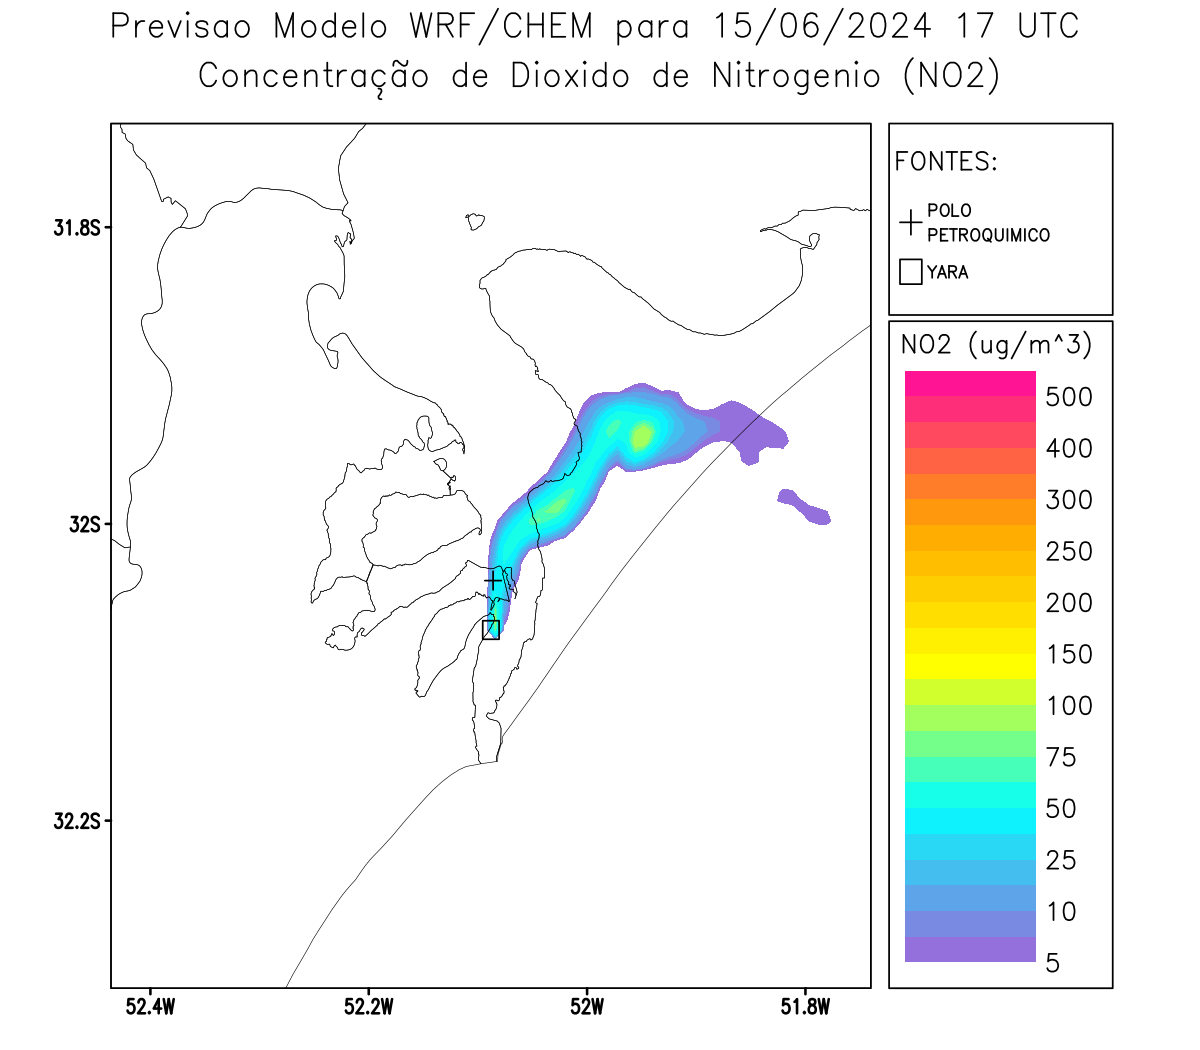 Previsao Modelo WRF/CHEM para 15/06/2024 17 UTC
Concentração de Dioxido de Nitrogenio (NO2)
FONTES:
POLO
PETROQUIMICO
YARA
31.8S
32S
32.2S
52.4W
52.2W
52W
51.8W
NO2 (ug/m^3)
500
400
300
250
200
150
100
75
50
25
10
5